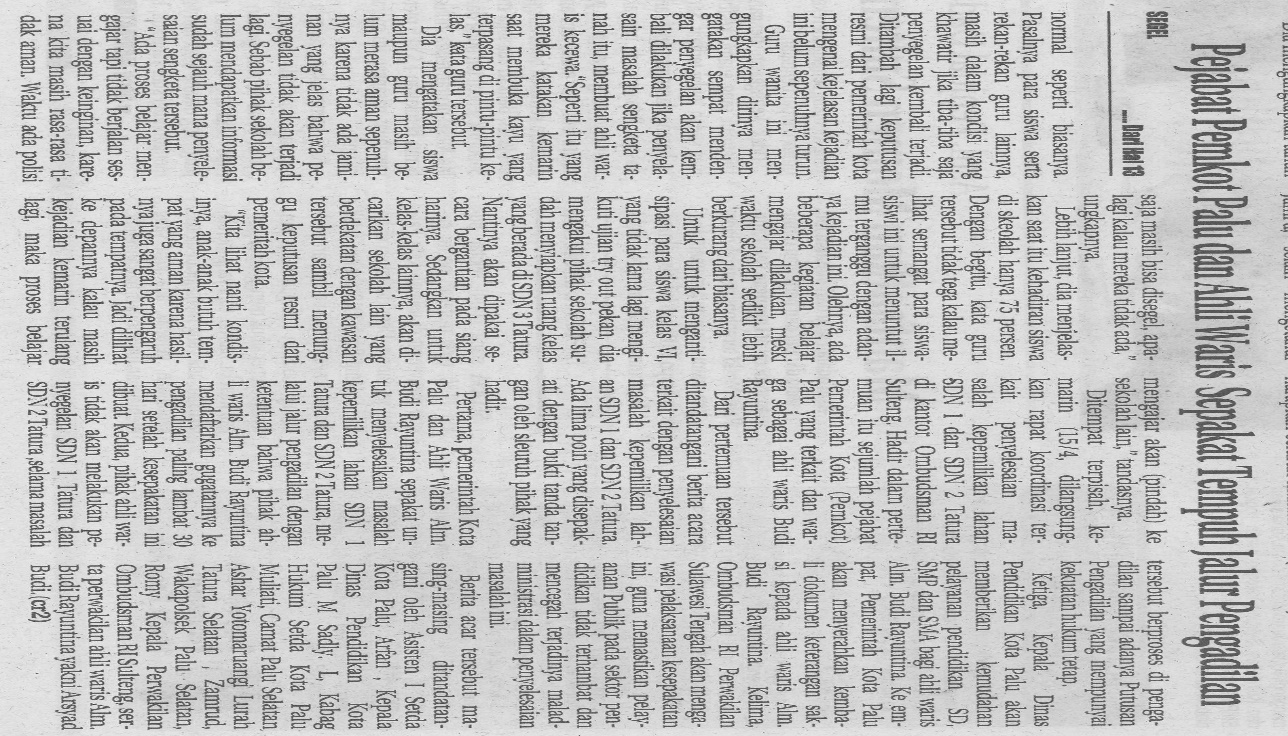 Pejabat Pemkot Palu dan Ahli Waris Sepakat Tempuh Jalur Pengadilan
SEGEL
..... Dari Hal 13
normal seperti biasanya.
Pasalnya para siswa serta
rekan-rekan guru lainnya
masih dalam kondisi yang
khawatir jika tiba-tiba saja
penyegelan kembali terjadi
Ditambah lagi keputusan
resmi dari pemerintah kota
mengenai kejelasan kejadian
ini belum sepenuhnya turun.
Guru wanita ini men-
gungkapkan dirinya men-
gatakan sempat menden-
gar penyegelan akan kem-
bali dilakukan jika penyela-
sain masalah sengketa ta-
nah itu, membuat ahli war-
is kecewa. "Seperti itu yang
mereka katakan kemarin
saat membuka kayu yang
terpasang di pintu-pintu ke-
las," kata guru tersebut.
Dia mengatakan siswa
maupun guru masih be-
lum merasa aman sepenuh-
nya karena tidak ada jami-
nan yang jelas bahwa pe-
nyegelan tidak akan terjadi
lagi. Sebab pihak sekolah be-
lum mendapatkan informasi
sudah sejauh mana penyele-
saian sengketa tersebut.
"Ada proses belajar men-
gajar tapi tidak berjalan ses-
uai dengan keinginan, kare-
na kita masih rasa-rasa ti-
dak aman. Waktu ada polisi
saja masih bisa disegel, apa-
lagi kalau mereka tidak ada,"
ungkapnya.
Lebih lanjut, dia menjelas-
kan saat itu kehadiran siswa
di skeolah hanya 75 persen
Dengan begitu, kata guru
tersebut tidak tega kalau me-
lihat semangat para siswa-
siswi ini untuk menuntut il-
mu terganggu dengan adan-
ya kejadian ini. Olehnya, ada
beberapa kegiatan belajar
mengajar dilakukan, meski
waktu sekolah sedikit lebih
berkurang dari biasanya.
Untuk untuk menganti-
sipasi para siswa kelas VI,
yang tidak lama lagi mengi-
kuti ujian try out pekan, dia
mengaku pihak sekolah su-
dah menyiapkan ruang kelas
yang berada di SDN 3 Tatura.
Nantinya akan dipakai se-
cara bergantian pada siang
harinya. Sedangkan untuk
kelas-kelas lainnya, akan di-
carikan sekolah lain yang
berdekatan dengan kawasan
tersebut sambil menung-
gu keputusan resmi dari
pemeritah kota.
"Kita lihat nanti kondis-
inya, anak-anak butuh tem-
pat yang aman karena hasil-
nya juga sangat berpengaruh
pada tempatnya. Jadi dilihat
ke depannya kalau masih
kejadian kemarin terulang
lagi, maka proses belajar
mengajar akan (pindah) ke
sekolah lain," tandasnya.
Ditempat terpisah, ke-
marin (15/4, dilangsung-
kan rapat koordinasi ter-
kait penyelesaian ma-
salah kepemilikan lahan
SDN 1 dan SDN 2 Tatura
di kantor Ombudsman RI
Sulteng. Hadir dalam perte-
muan itu sejumlah pejabat
Pemerintah Kota (Pemkot)
Palu yang terkait dan war-
ga sebagai ahli waris Budi
Rayuntina.
Dari pertemuan tersebut
ditandatangani berita acara
terkait dengan penyelesaian
masalah kepemilikan lah-
an SDN 1 dan SDN 2 Tatura.
Ada lima poin yang disepak-
ati dengan bukti tanda tan-
gan oleh seleuruh pihak yang
hadir.
Pertama, pemerintah Kota
Palu dan Ahli Waris Alm.
Budi Rayuntina sepakat un-
tuk menyelesaikan masalah
kepemilikan lahan SDN 1
Tatura dan SDN 2 Tatura, me-
lalui jalur pengadilan dengan
ketentuan bahwa pihak ah-
li waris Alm. Budi Rayuntina
mendaftarkan gugatannya ke
pengadilan paling lambat 30
hari setelah kesepakatan ini
dibuat. Kedua, pihak ahli war-
is tidak akan melakukan pe-
nyegelan SDN 1 Tatura dan
SDN 2 Tatura, selama masalah
tersebut berproses di penga-
dilan sampai adanya Putusan
Pengadilan yang mempunyai
kekuatan hukum tetap.
Ketiga, Kepala Dinas
Pendidikan Kota Palu akan
memberikan kemudahan
pelayanan pendidikan SD,
SMP dan SMA bagi ahli waris
Alm. Budi Rayuntina. Ke em-
pat, Pemerintah Kota Palu
akan menyerahkan kemba-
li dokumen keterangan sak-
si kepada ahli waris Alm.
Budi Rayuntina. Kelima,
Ombudsman RI Perwakilan
Sulawesi Tengah akan menga-
wasi pelaksanaan kesepakatan
ini, guna memastikan pelay-
anan Publik pada sektor pen-
didikan tidak terhambat dan
mencegah terjadinya malad-
ministrasi dalam penyelesaian
masalah ini.
Berita acar tersebut ma-
sing-masing ditandatan-
gani oleh Assiten I Setda
Kota Palu, Arfan , Kepala
Dinas Pendidikan Kota
Palu M Sadly. L, Kabag
Hukum Setda Kota Palu
Muliati, Camat Palu Selatan,
Ashar Yotomaruangi Lurah
Tatura Selatan , Zamrud,
Wakapolsek Palu Selatan,
Romy Kepala Perwakilan
Ombudsman RI Sulteng, ser-
ta perwakilan ahli waris Alm.
Budi Rayuntina yakni Arsyad
Budi. (cr2)